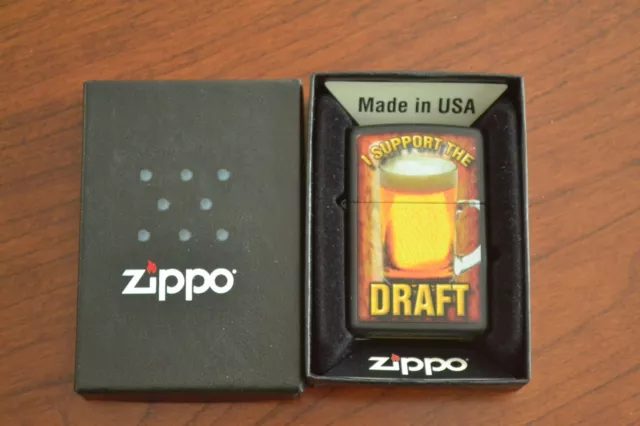 zippo
Made in USA
I SUPPORT THE
DRAFT
zippo